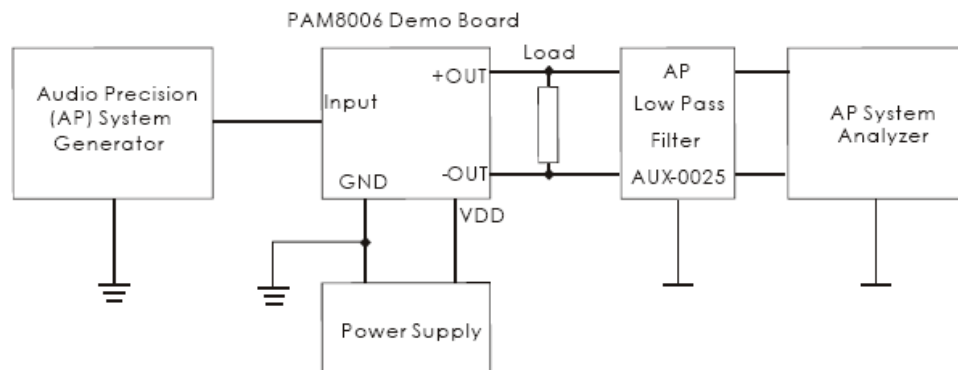 PAM8006 Demo Board
Audio Precision
(AP) System
Generator
Input
+OUT
-OUT
GND
VDD
Load
AP
Low Pass
Filter
AUX-0025
AP System
Analyzer
Power Supply